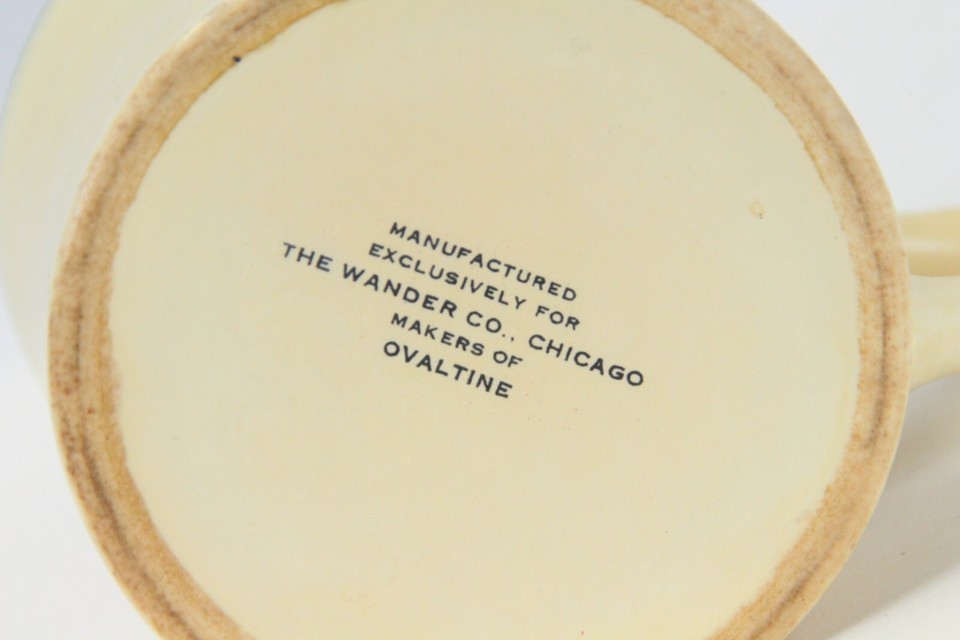 MANUFACTURED
EXCLUSIVELY FOR
THE WANDER CO., CHICAGO
MAKERS OF
OVALTINE